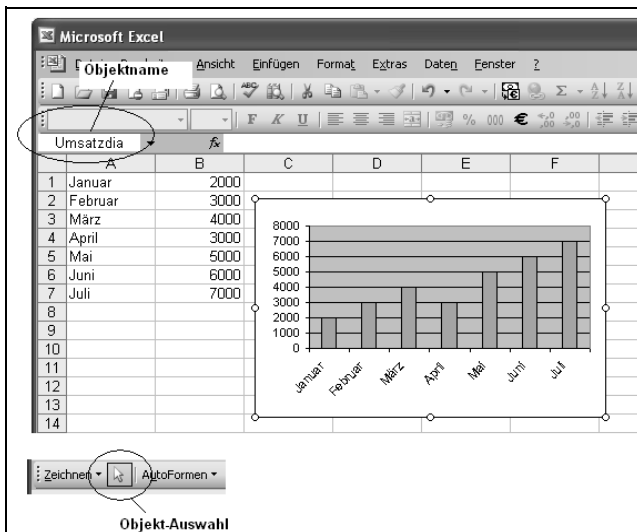 Microsoft Excel
Ansicht Einfügen Format Extras Daten Fenster ?
Objektname
F K U % 000 €
Umsatzdia fx
A B C D E F
1 Januar 2000
2 Februar 3000
3 März 4000
4 April 3000
5 Mai 5000
6 Juni 6000
7 Juli 7000
8
9
10
11
12
13
14
8000
7000
6000
5000
4000
3000
2000
1000
0
Januar Februar März April Mai Juni Juli
Zeichnen AutoFormen
Objekt-Auswahl